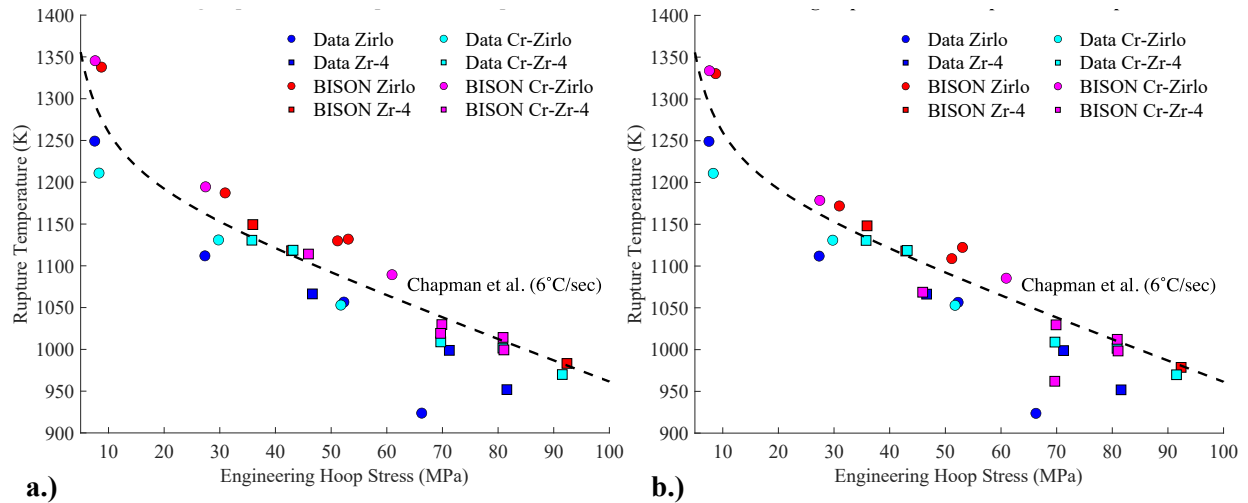 1400
1350
1300
1250
1200
1150
1100
1050
1000
950
900
Rupture Temperature (K)
Data Zirlo
Data Zr-4
BISON Zirlo
BISON Zr-4
Data Cr-Zirlo
Data Cr-Zr-4
BISON Cr-Zirlo
BISON Cr-Zr-4
Chapman et al. (6˚C/sec)
10 20 30 40 50 60 70 80 90 100
Engineering Hoop Stress (MPa)
a.)
1400
1350
1300
1250
1200
1150
1100
1050
1000
950
900
Rupture Temperature (K)
Data Zirlo
Data Zr-4
BISON Zirlo
BISON Zr-4
Data Cr-Zirlo
Data Cr-Zr-4
BISON Cr-Zirlo
BISON Cr-Zr-4
Chapman et al. (6˚C/sec)
10 20 30 40 50 60 70 80 90 100
Engineering Hoop Stress (MPa)
b.)